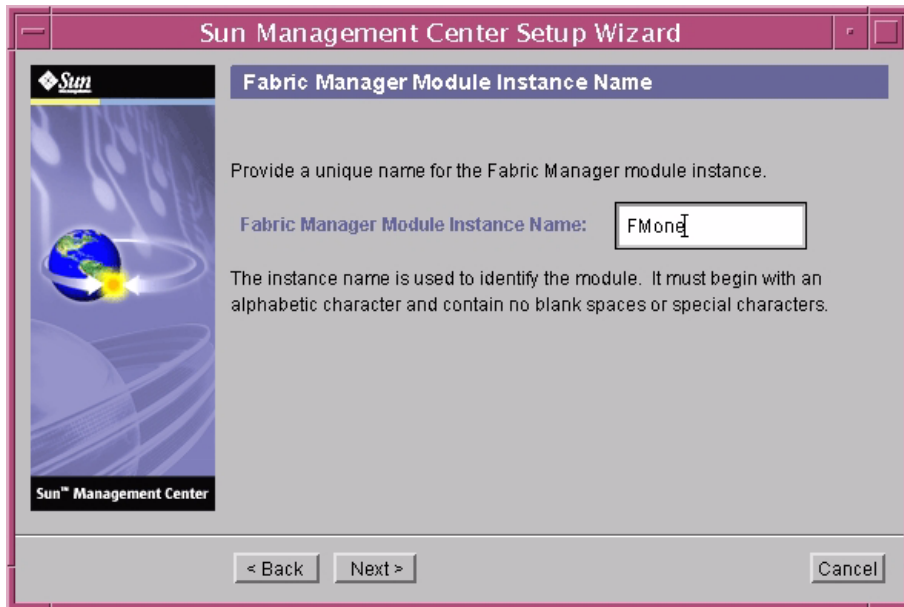 Sun Management Center Setup Wizard
Sun
Fabric Manager Module Instance Name
Provide a unique name for the Fabric Manager module instance.
Fabric Manager Module Instance Name: FMone
The instance name is used to identify the module. It must begin with an
alphabetic character and contain no blank spaces or special characters.
Sun™ Management Center
< Back Next > Cancel